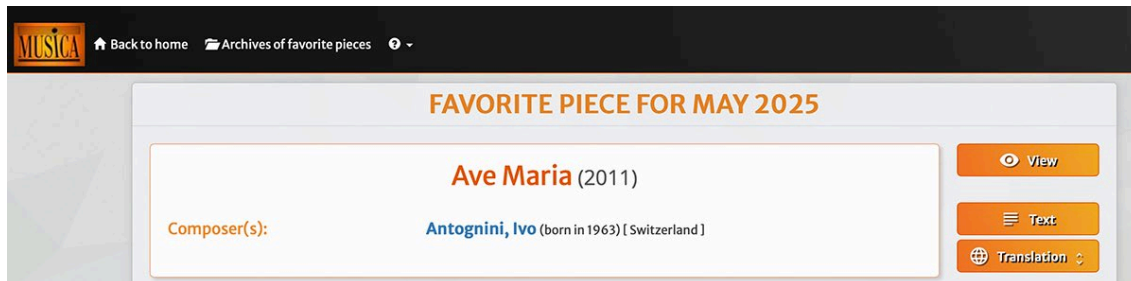 MUSICA Back to home Archives of favorite pieces ?
FAVORITE PIECE FOR MAY 2025
Ave Maria (2011)
Composer(s): Antognini, Ivo (born in 1963) [ Switzerland ]
View
Text
Translation